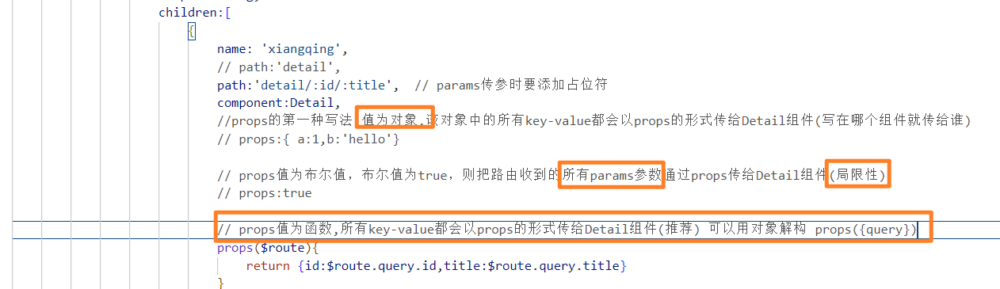 children:[
{
name: 'xiangqing',
// path:'detail',
path:'detail/:id/:title',  // params传参时要添加占位符
component:Detail,
//props的第一种写法 值为对象,该对象中的所有key-value都会以props的形式传给Detail组件(写在哪个组件就传给谁)
// props:{ a:1,b:'hello'}
// props值为布尔值，布尔值为true，则把路由收到的所有params参数通过props传给Detail组件(局限性)
// props:true
// props值为函数,所有key-value都会以props的形式传给Detail组件(推荐) 可以用对象解构 props({query})
props($route){
return {id:$route.query.id,title:$route.query.title}
}